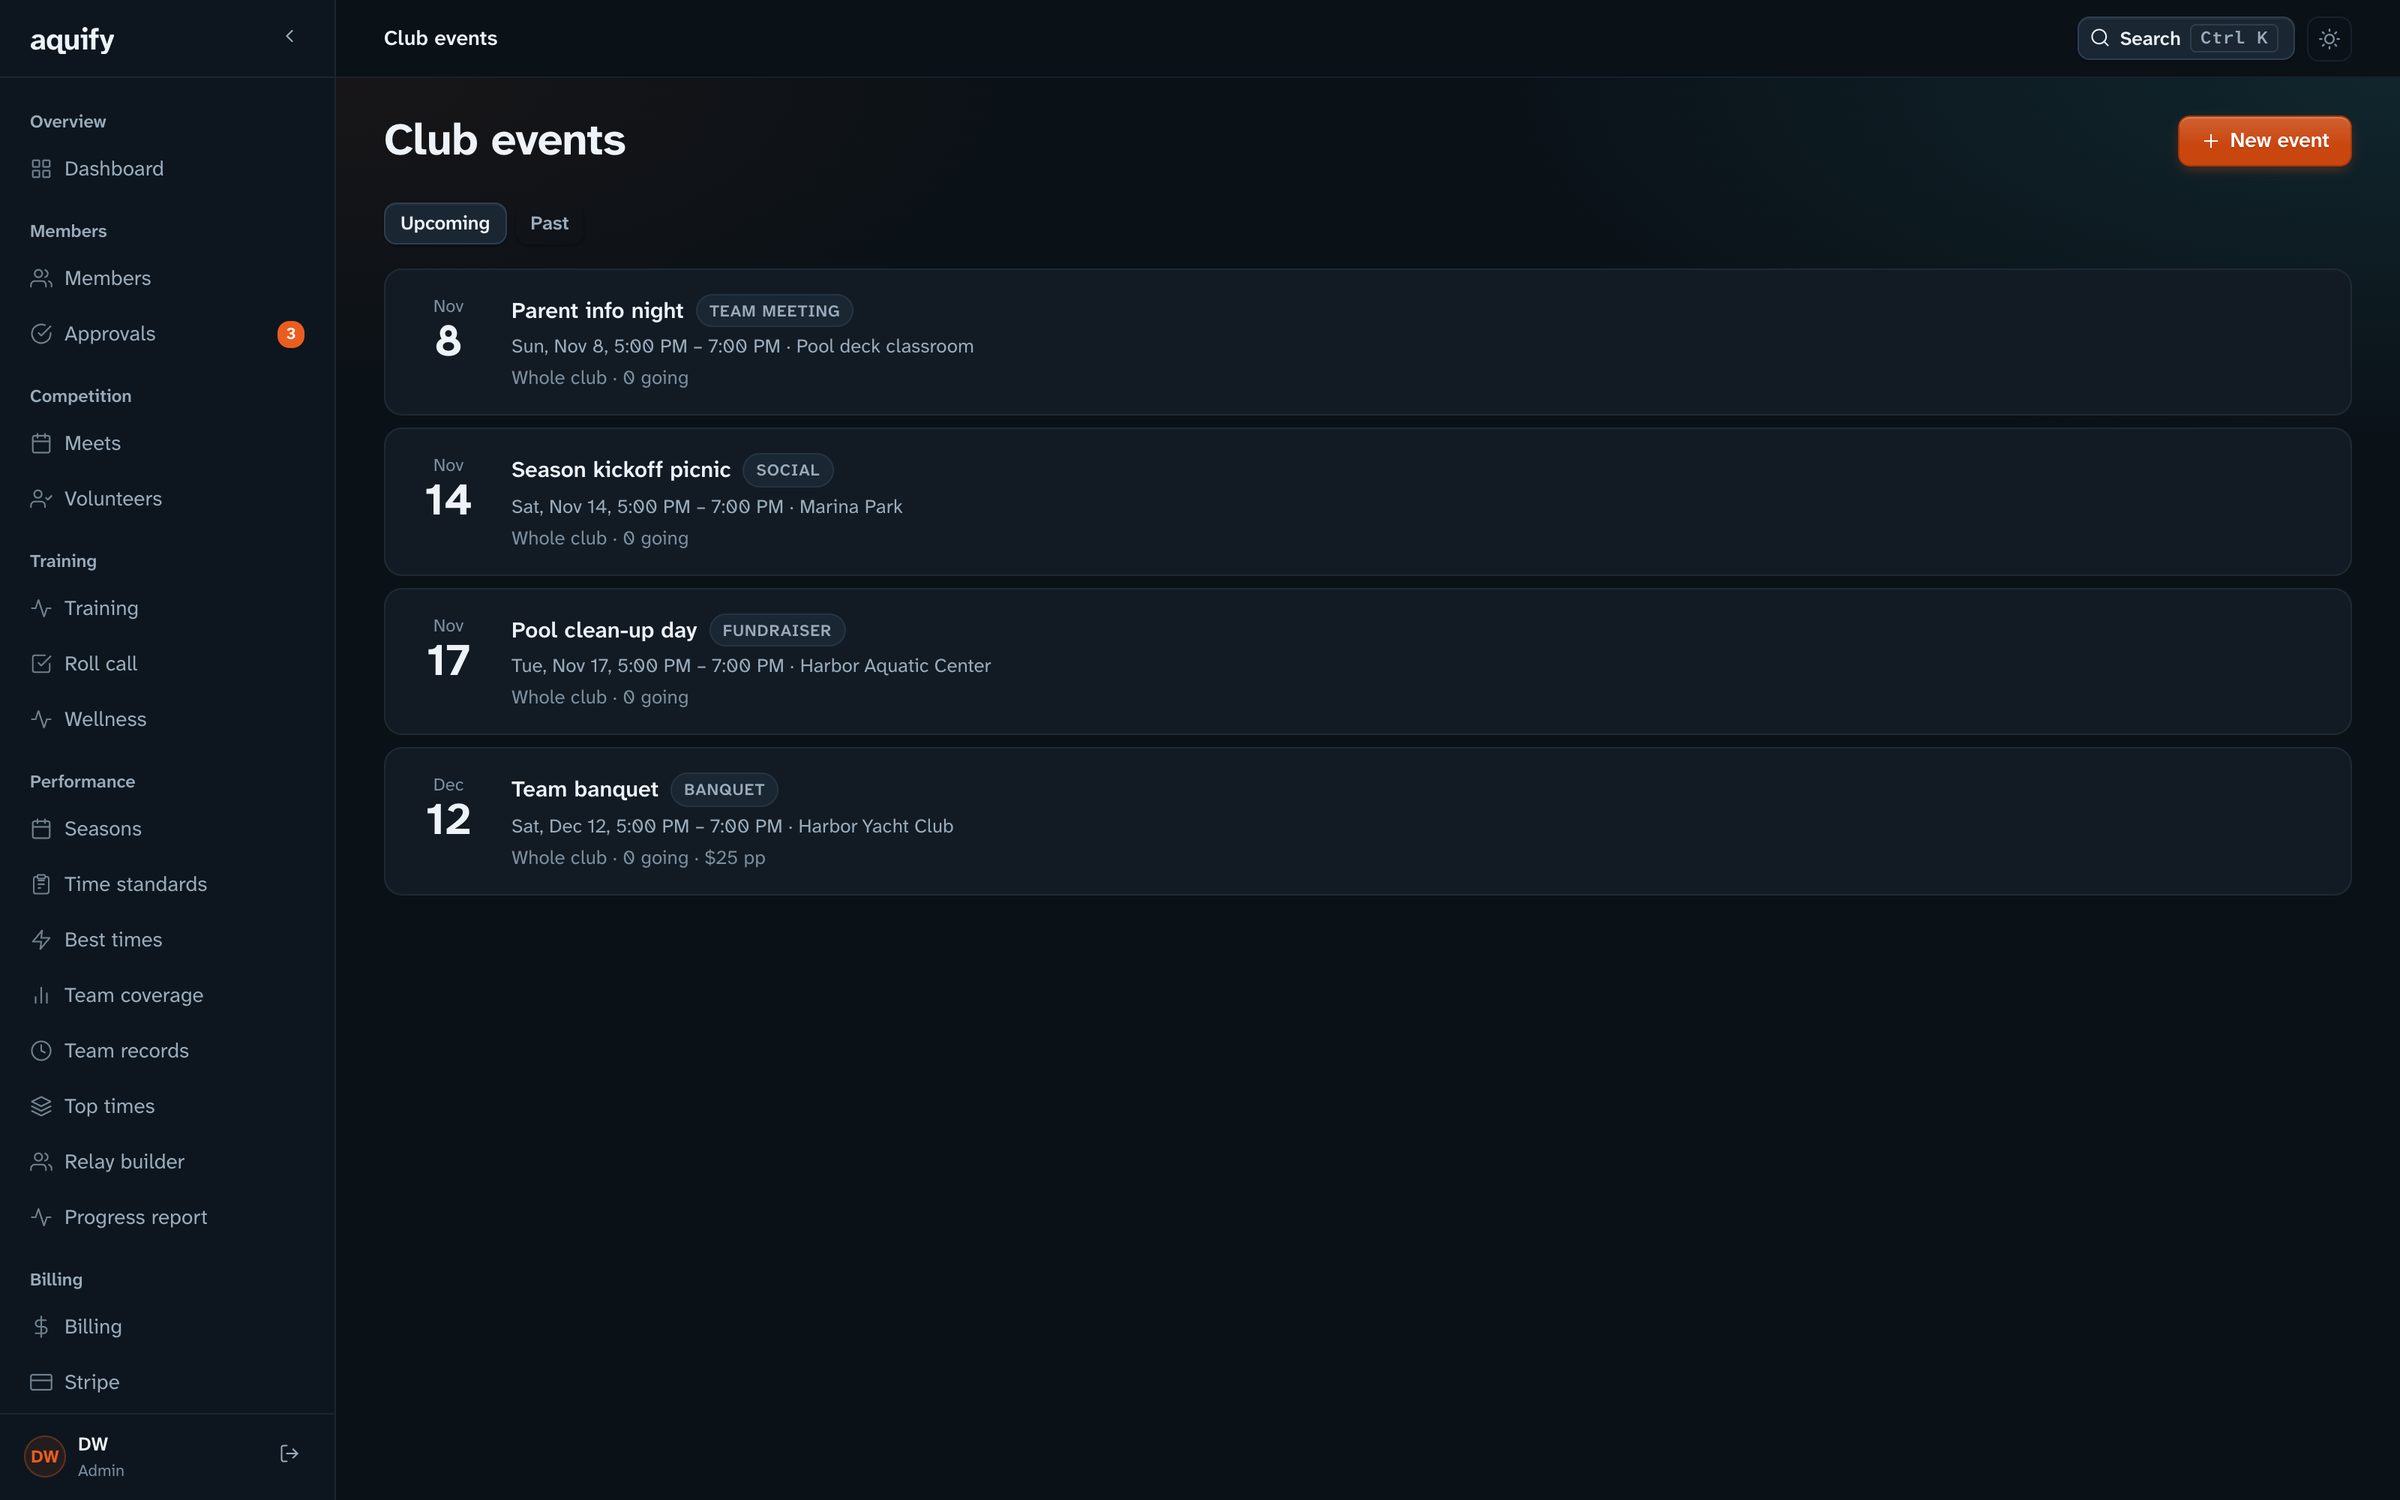 aquify
Club events
Search Ctrl K
Overview
Dashboard
Members
Members
Approvals 3
Competition
Meets
Volunteers
Training
Training
Roll call
Wellness
Performance
Seasons
Time standards
Best times
Team coverage
Team records
Top times
Relay builder
Progress report
Billing
Billing
Stripe
DW
DW
Admin
Club events
New event
Upcoming Past
Nov
8
Parent info night TEAM MEETING
Sun, Nov 8, 5:00 PM – 7:00 PM · Pool deck classroom
Whole club · 0 going
Nov
14
Season kickoff picnic SOCIAL
Sat, Nov 14, 5:00 PM – 7:00 PM · Marina Park
Whole club · 0 going
Nov
17
Pool clean-up day FUNDRAISER
Tue, Nov 17, 5:00 PM – 7:00 PM · Harbor Aquatic Center
Whole club · 0 going
Dec
12
Team banquet BANQUET
Sat, Dec 12, 5:00 PM – 7:00 PM · Harbor Yacht Club
Whole club · 0 going · $25 pp